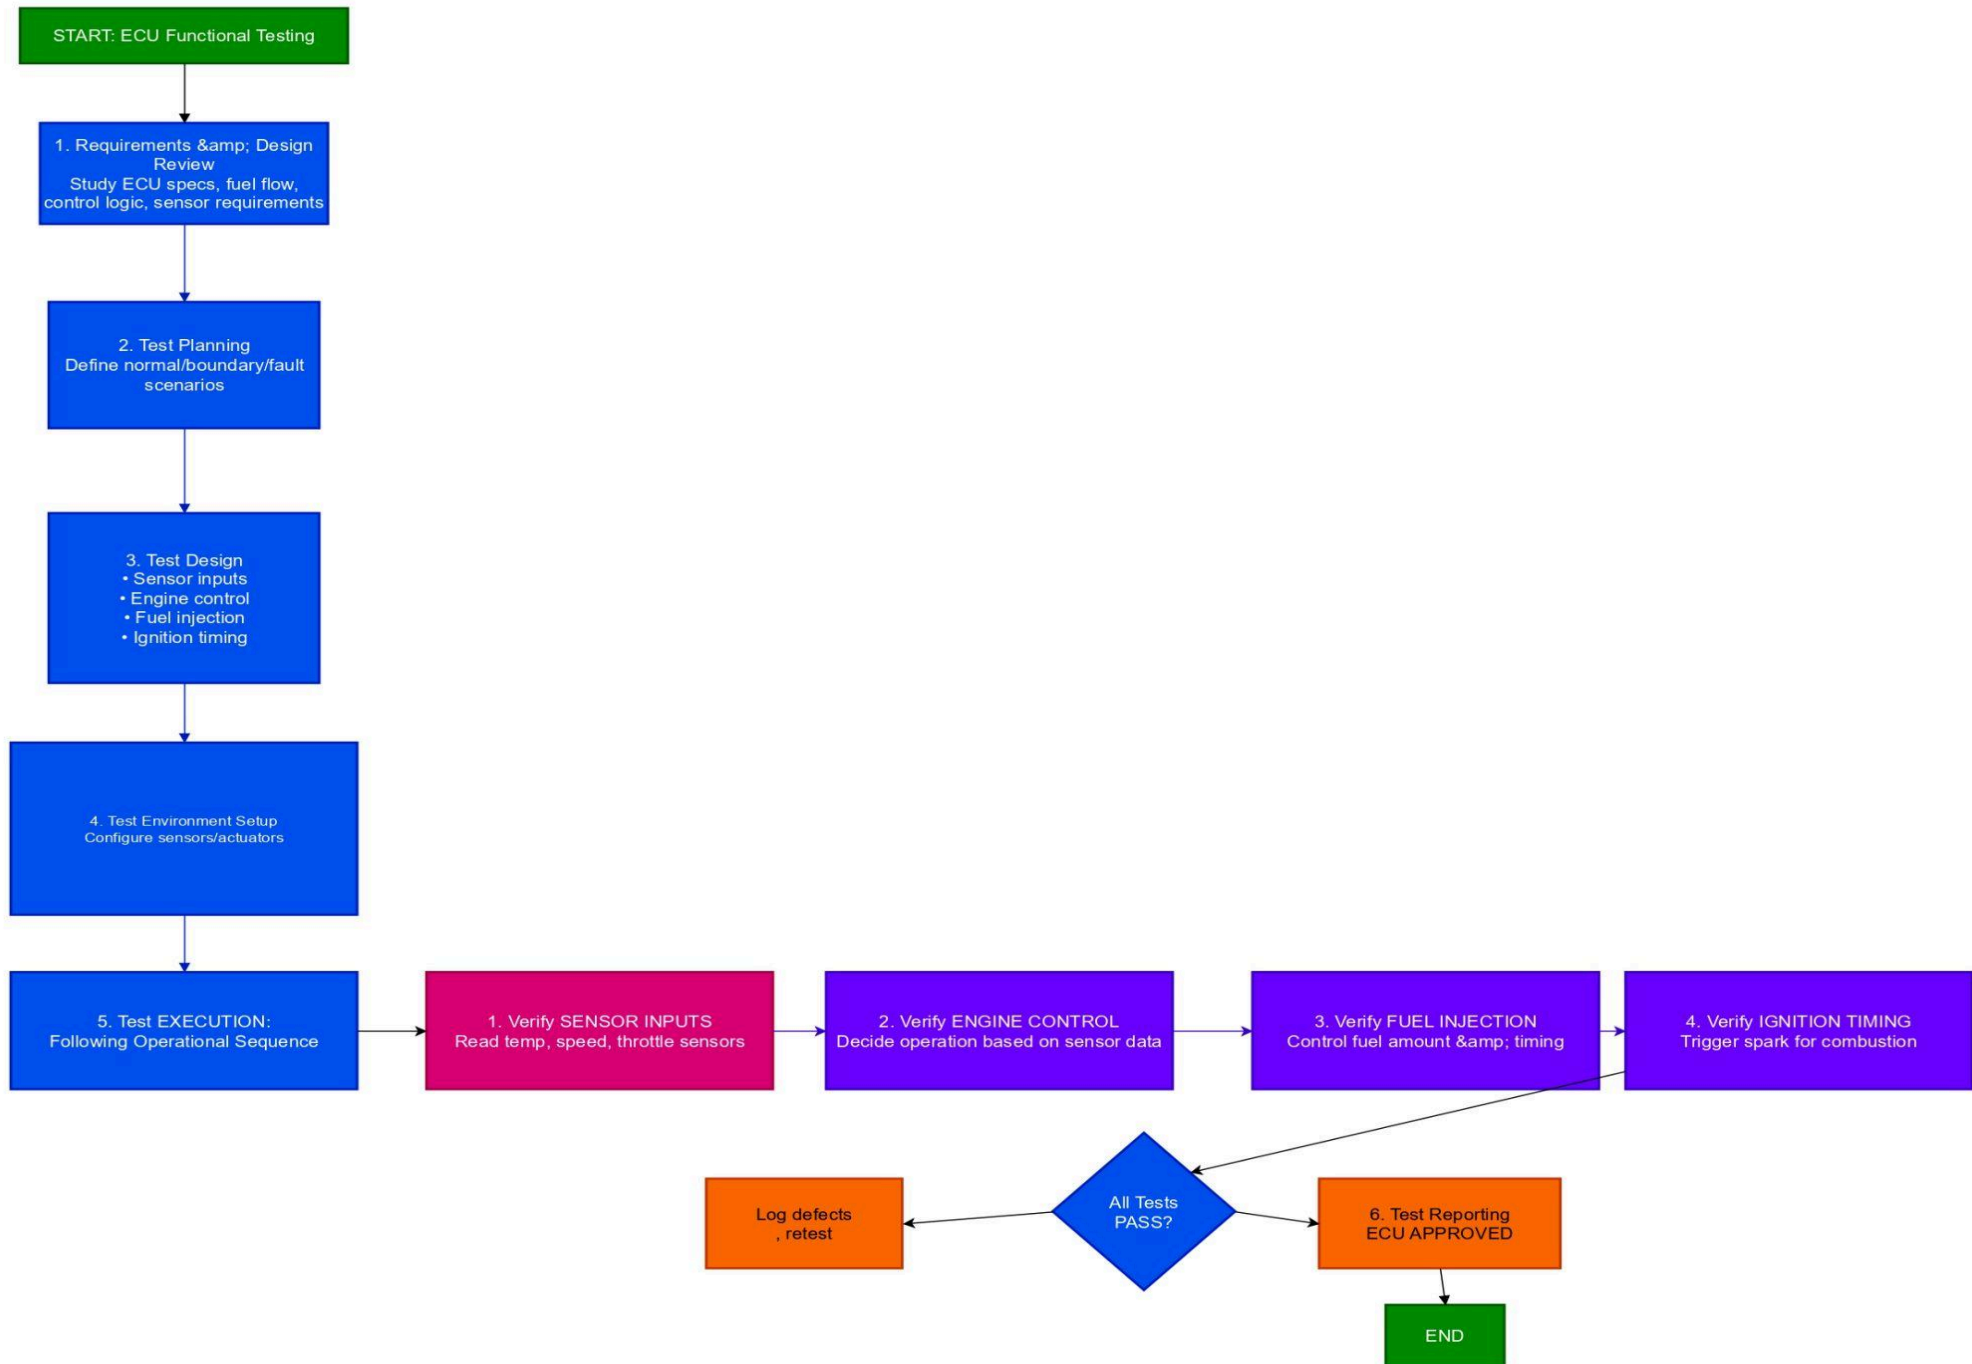 START: ECU Functional Testing
1. Requirements &amp; Design
Review
Study ECU specs, fuel flow,
control logic, sensor requirements
2. Test Planning
Define normal/boundary/fault
scenarios
3. Test Design
• Sensor inputs
• Engine control
• Fuel injection
• Ignition timing
4. Test Environment Setup
Configure sensors/actuators
5. Test EXECUTION:
Following Operational Sequence
1. Verify SENSOR INPUTS
Read temp, speed, throttle sensors
2. Verify ENGINE CONTROL
Decide operation based on sensor data
3. Verify FUEL INJECTION
Control fuel amount &amp; timing
4. Verify IGNITION TIMING
Trigger spark for combustion
All Tests
PASS?
Log defects
, retest
6. Test Reporting
ECU APPROVED
END